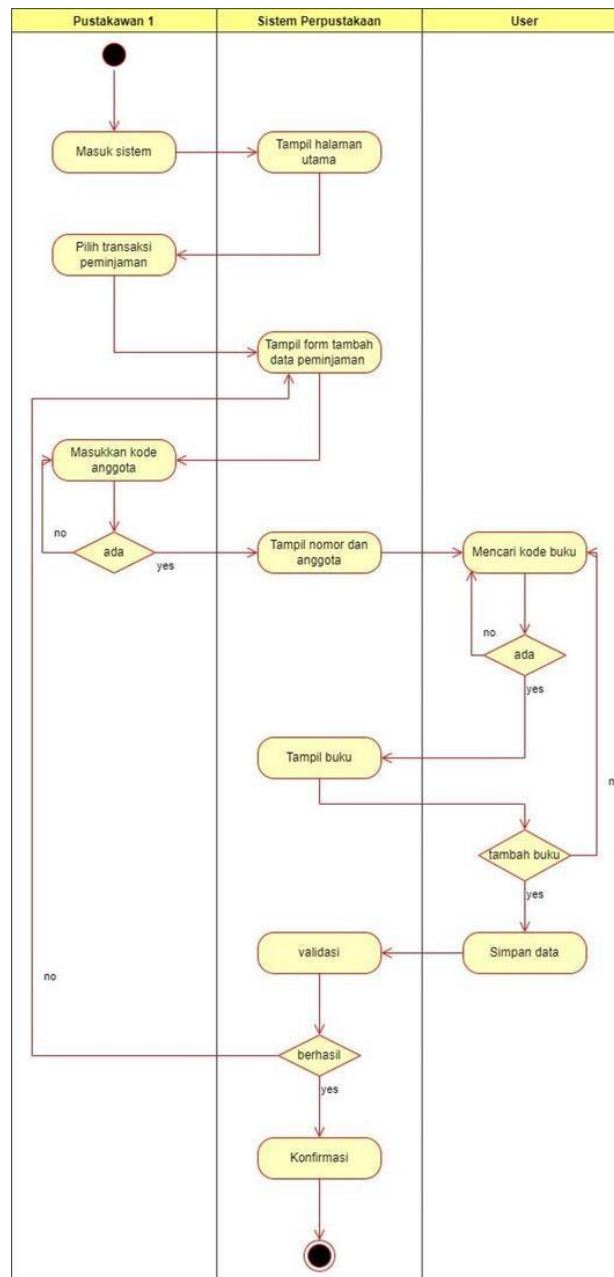 Pustakawan 1
Sistem Perpustakaan
User
Masuk sistem
Tampil halaman
utama
Pilih transaksi
peminjaman
Tampil form tambah
data peminjaman
Masukkan kode
anggota
no
ada
yes
Tampil nomor dan
anggota
Mencari kode buku
no
ada
yes
Tampil buku
tambah buku
yes
validasi
Simpan data
no
berhasil
yes
Konfirmasi